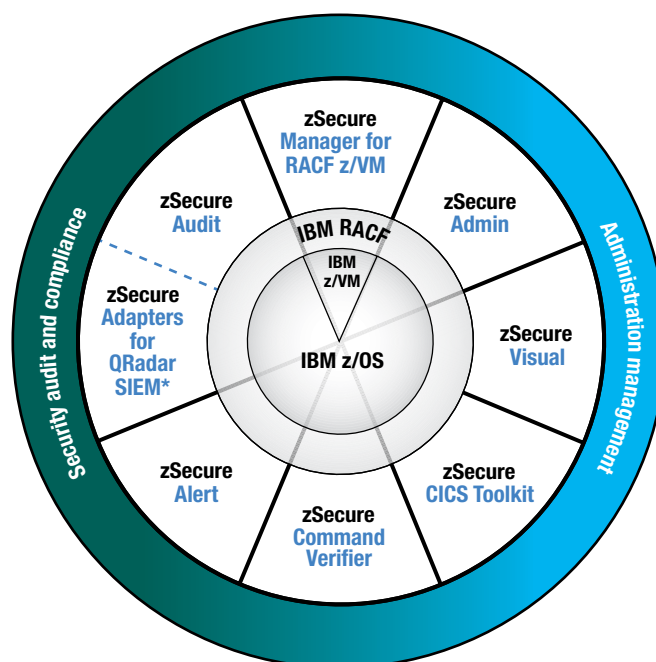 zSecure
Manager for
RACF z/VM
zSecure
Admin
zSecure
Visual
zSecure
CICS Toolkit
zSecure
Command
Verifier
zSecure
Alert
zSecure
Adapters
for
QRadar
SIEM*
zSecure
Audit
IBM RACF
IBM
z/VM
IBM z/OS
Security audit and compliance
Administration management